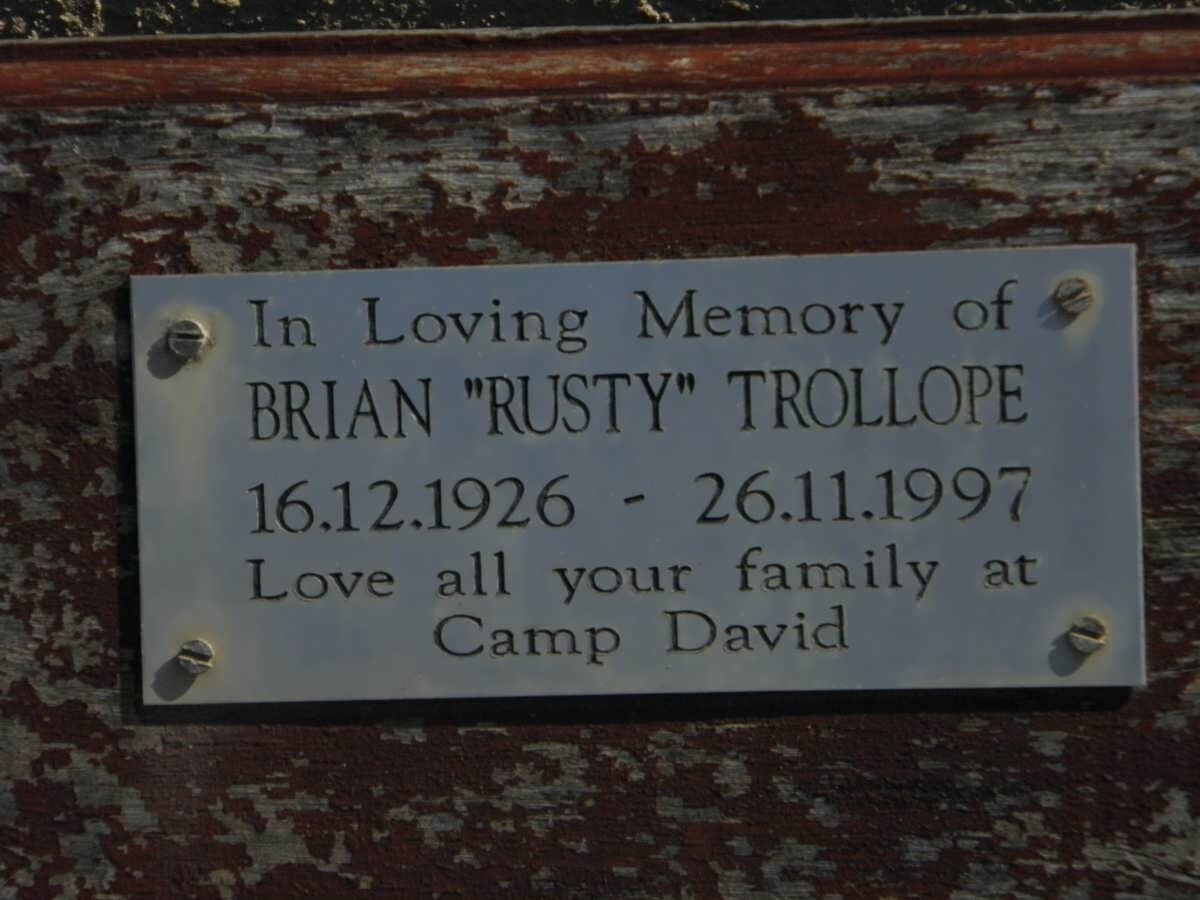 In Loving Memory of
BRIAN "RUSTY" TROLLOPE
16.12.1926 - 26.11.1997
Love all your family at
Camp David